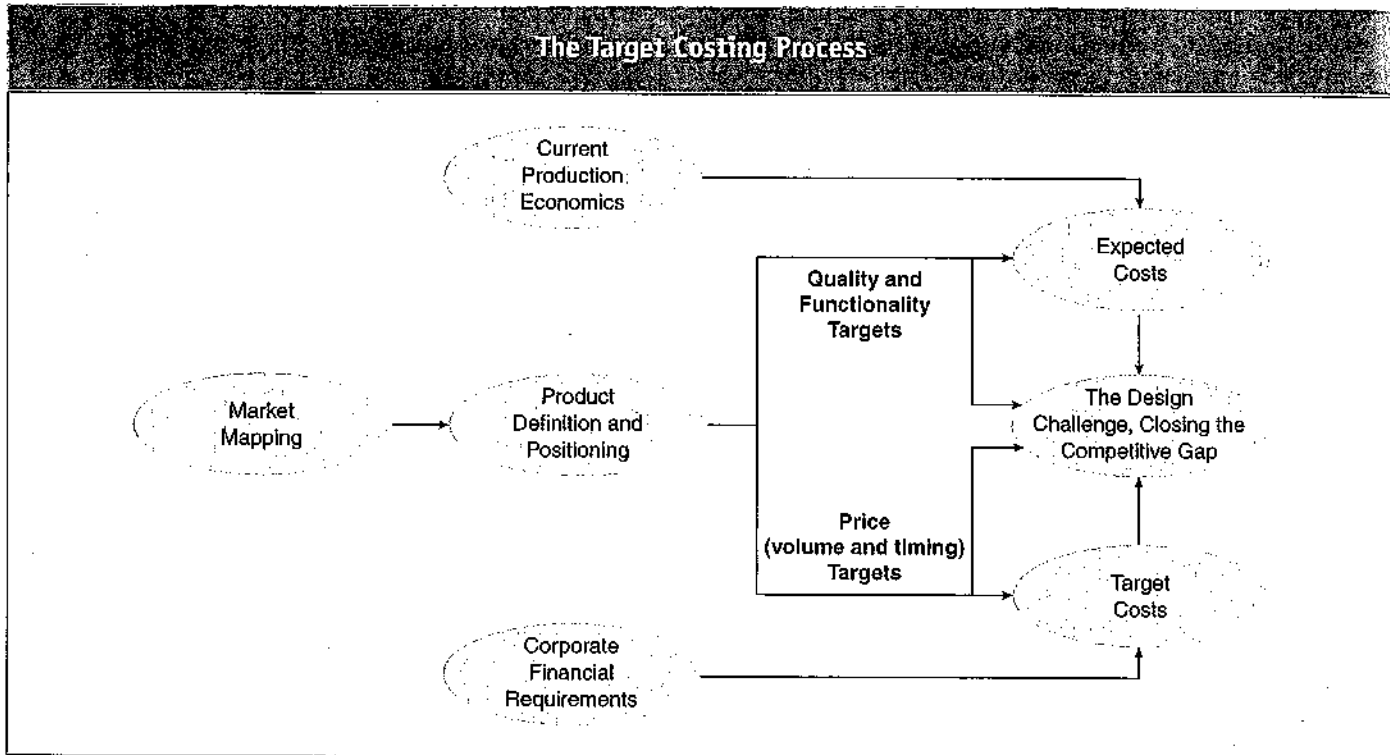 The Target Costing Process
Current
Production
Economics
Expected
Costs
Quality and
Functionality
Targets
Market
Mapping
Product
Definition and
Positioning
The Design
Challenge, Closing the
Competitive Gap
Price
(volume and timing)
Targets
Target
Costs
Corporate
Financial
Requirements